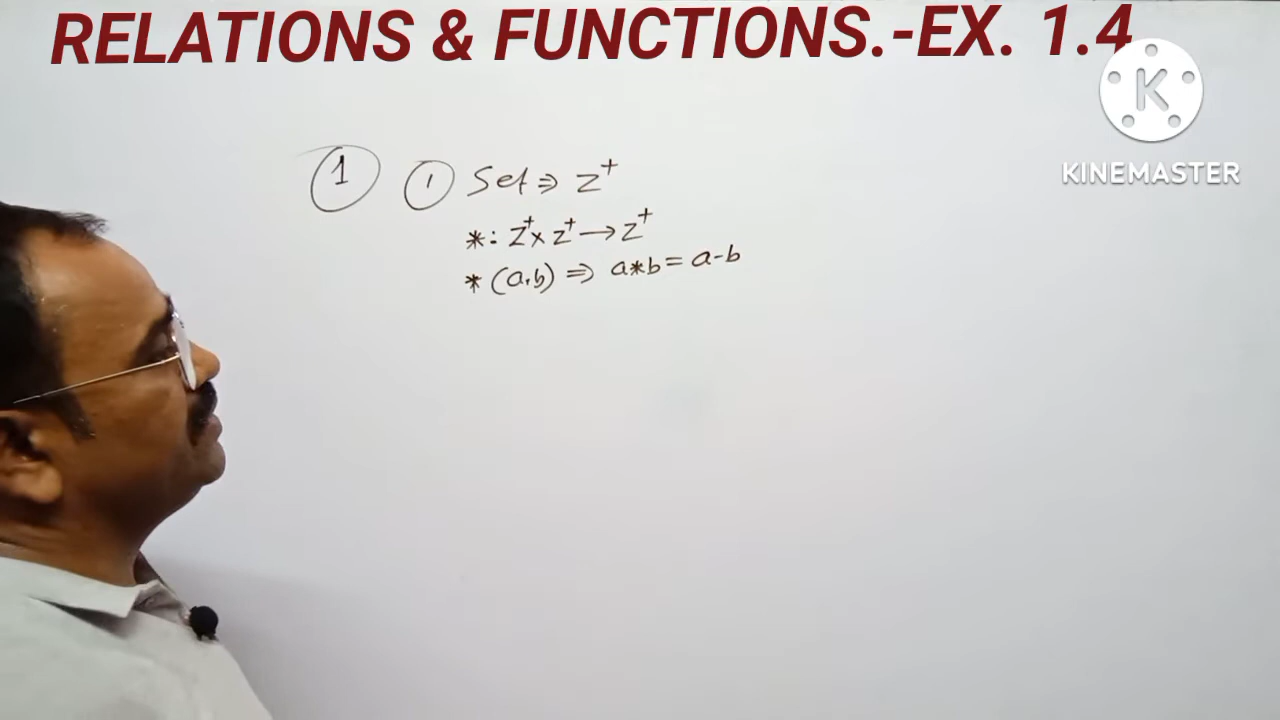 RELATIONS & FUNCTIONS.-EX. 1.4
K
KINEMASTER
1 1 Set ⇒ Z⁺
*: Z⁺ x Z⁺ → Z⁺
* (a,b) ⇒ a*b = a-b